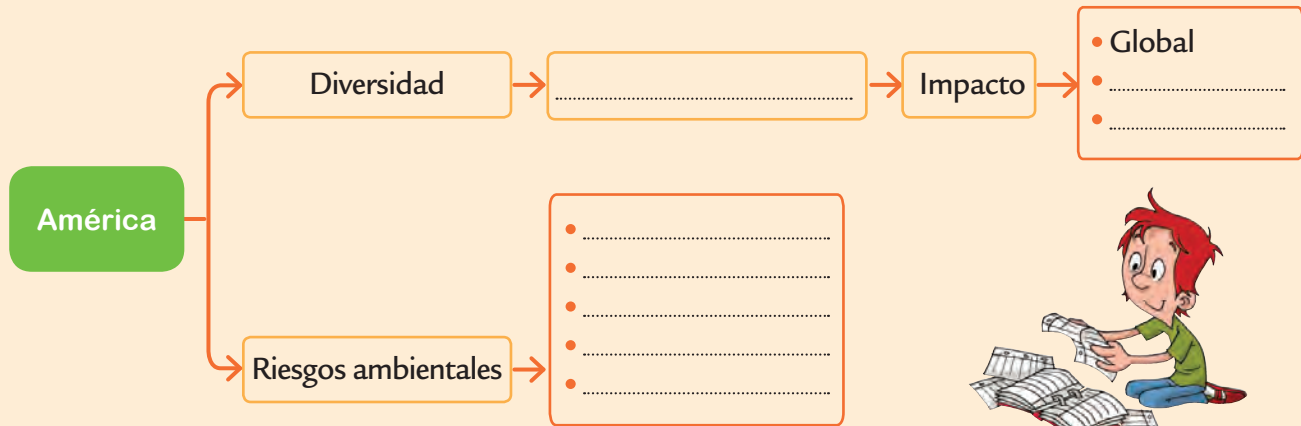 América
Diversidad
Impacto
• Global
Riesgos ambientales